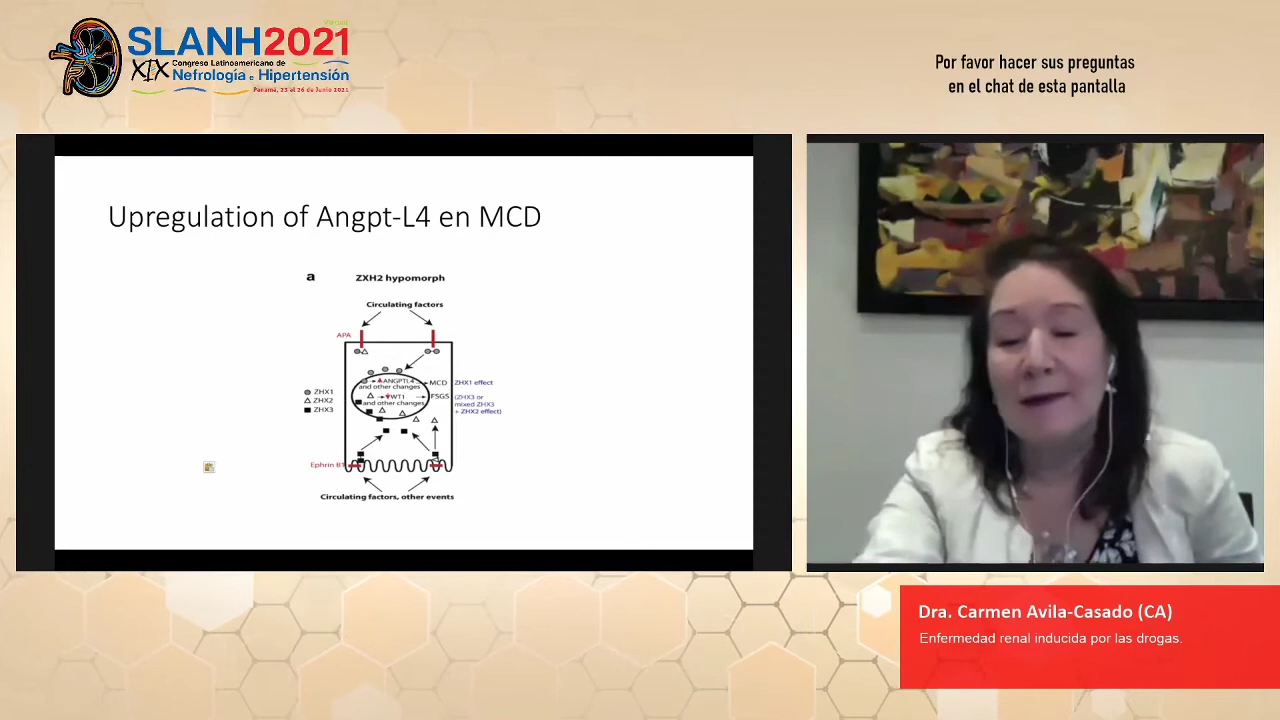 Virtual
SLANH2021
XIX Congreso Latinoamericano de
Nefrología e Hipertensión
Panamá, 23 al 26 de Junio 2021
Por favor hacer sus preguntas
en el chat de esta pantalla
Upregulation of Angpt-L4 en MCD
a ZXH2 hypomorph
Circulating factors
APA
ANGPTL4
and other changes
MCD
ZHX1 effect
WT1
and other changes
FSGS
(ZHX3 or
mixed ZHX3
+ ZHX2 effect)
ZHX1
ZHX2
ZHX3
Ephrin B1
Circulating factors, other events
Dra. Carmen Avila-Casado (CA)
Enfermedad renal inducida por las drogas.